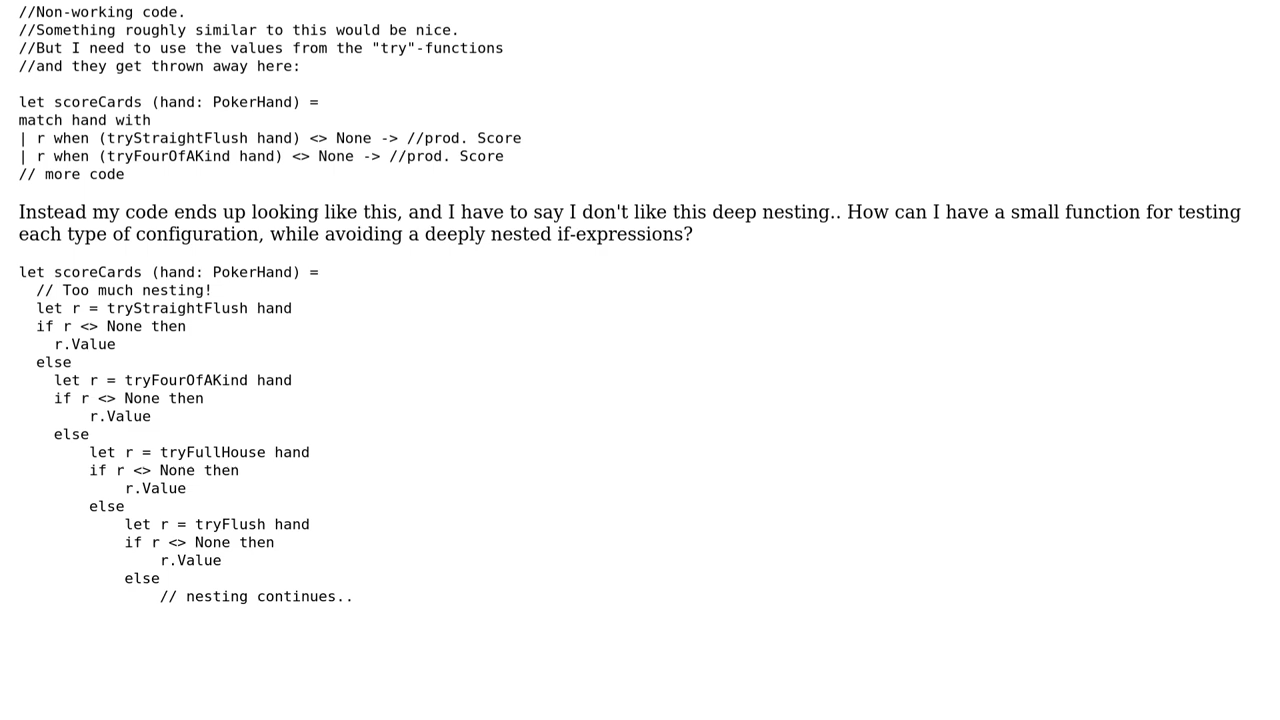 //Non-working code.
//Something roughly similar to this would be nice.
//But I need to use the values from the "try"-functions
//and they get thrown away here:

let scoreCards (hand: PokerHand) =
match hand with
| r when (tryStraightFlush hand) <> None -> //prod. Score
| r when (tryFourOfAKind hand) <> None -> //prod. Score
// more code

Instead my code ends up looking like this, and I have to say I don't like this deep nesting.. How can I have a small function for testing
each type of configuration, while avoiding a deeply nested if-expressions?

let scoreCards (hand: PokerHand) =
  // Too much nesting!
  let r = tryStraightFlush hand
  if r <> None then
    r.Value
  else
    let r = tryFourOfAKind hand
    if r <> None then
        r.Value
    else
        let r = tryFullHouse hand
        if r <> None then
            r.Value
        else
            let r = tryFlush hand
            if r <> None then
                r.Value
            else
                // nesting continues..